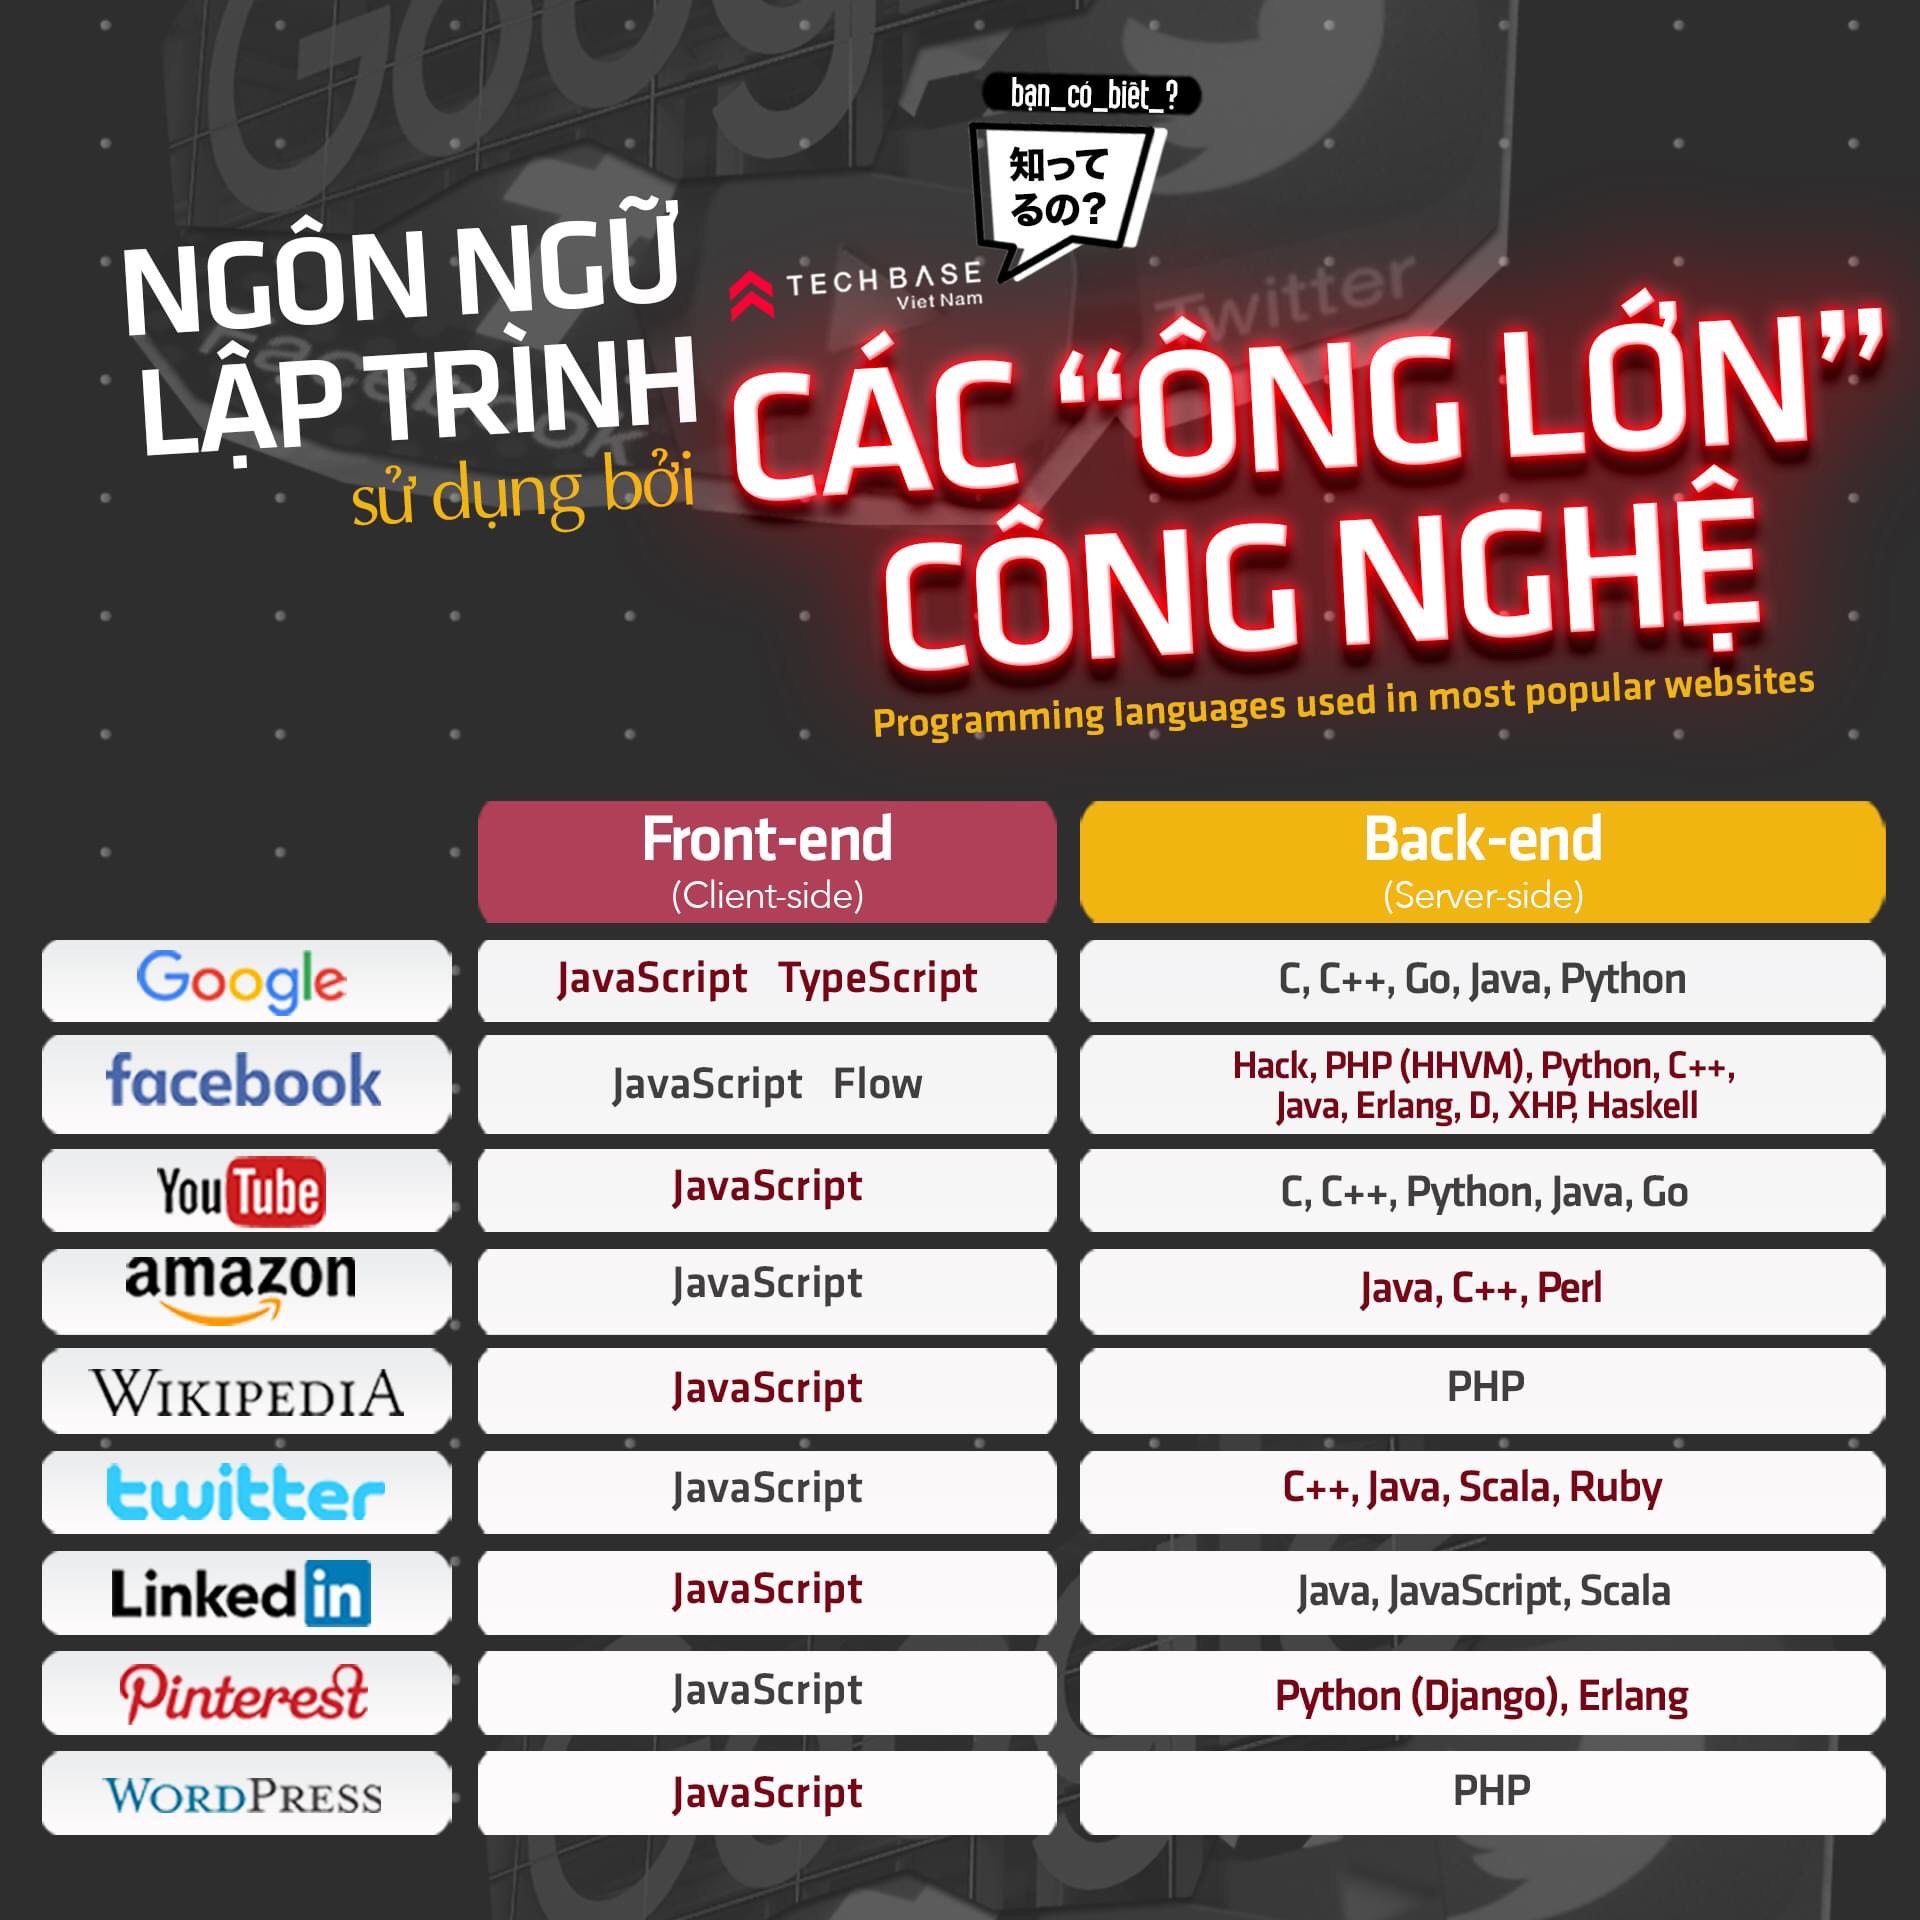 bạn_có_biết_?
知って
るの?
NGÔN NGỮ
LẬP TRÌNH
sử dụng bởi
TECHBASE
Viet Nam
CÁC “ÔNG LỚN”
CÔNG NGHỆ
Programming languages used in most popular websites
Front-end
(Client-side)
Back-end
(Server-side)
Google
JavaScript TypeScript
C, C++, Go, Java, Python
facebook
JavaScript Flow
Hack, PHP (HHVM), Python, C++,
Java, Erlang, D, XHP, Haskell
YouTube
JavaScript
C, C++, Python, Java, Go
amazon
JavaScript
Java, C++, Perl
WIKIPEDIA
JavaScript
PHP
twitter
JavaScript
C++, Java, Scala, Ruby
Linked in
JavaScript
Java, JavaScript, Scala
Pinterest
JavaScript
Python (Django), Erlang
WORDPRESS
JavaScript
PHP
Twitter
Facebook